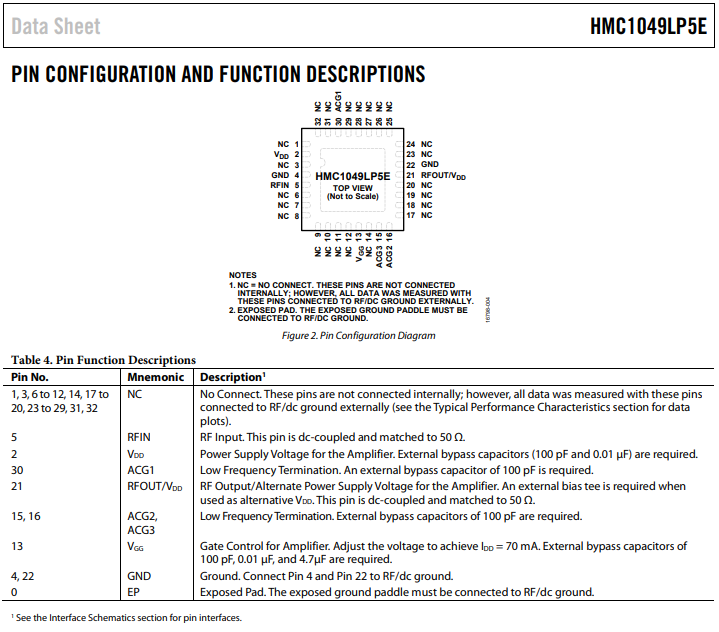 Data Sheet
HMC1049LP5E
PIN CONFIGURATION AND FUNCTION DESCRIPTIONS
32 NC
31 NC
30 ACG1
29 NC
28 NC
27 NC
26 NC
25 NC
NC 1
VDD 2
NC 3
GND 4
RFIN 5
NC 6
NC 7
NC 8
HMC1049LP5E
TOP VIEW
(Not to Scale)
24 NC
23 NC
22 GND
21 RFOUT/VDD
20 NC
19 NC
18 NC
17 NC
NC 9
NC 10
NC 11
NC 12
VGG 13
NC 14
ACG3 15
ACG2 16
NOTES
1. NC = NO CONNECT. THESE PINS ARE NOT CONNECTED
INTERNALLY; HOWEVER, ALL DATA WAS MEASURED WITH
THESE PINS CONNECTED TO RF/DC GROUND EXTERNALLY.
2. EXPOSED PAD. THE EXPOSED GROUND PADDLE MUST BE
CONNECTED TO RF/DC GROUND.
16798-004
Figure 2. Pin Configuration Diagram
Table 4. Pin Function Descriptions
Pin No. Mnemonic Description1
1, 3, 6 to 12, 14, 17 to NC No Connect. These pins are not connected internally; however, all data was measured with these pins
20, 23 to 29, 31, 32 connected to RF/dc ground externally (see the Typical Performance Characteristics section for data
plots).
5 RFIN RF Input. This pin is dc-coupled and matched to 50 Ω.
2 VDD Power Supply Voltage for the Amplifier. External bypass capacitors (100 pF and 0.01 μF) are required.
30 ACG1 Low Frequency Termination. An external bypass capacitor of 100 pF is required.
21 RFOUT/VDD RF Output/Alternate Power Supply Voltage for the Amplifier. An external bias tee is required when
used as alternative VDD. This pin is dc-coupled and matched to 50 Ω.
15, 16 ACG2, Low Frequency Termination. External bypass capacitors of 100 pF are required.
ACG3
13 VGG Gate Control for Amplifier. Adjust the voltage to achieve IDD = 70 mA. External bypass capacitors of
100 pF, 0.01 μF, and 4.7μF are required.
4, 22 GND Ground. Connect Pin 4 and Pin 22 to RF/dc ground.
0 EP Exposed Pad. The exposed ground paddle must be connected to RF/dc ground.
1 See the Interface Schematics section for pin interfaces.